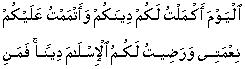 ٱلْيَوْمَ أَكْمَلْتُ لَكُمْ دِينَكُمْ وَأَتْمَمْتُ عَلَيْكُمْ
نِعْمَتِى وَرَضِيتُ لَكُمُ ٱلْإِسْلَـٰمَ دِينًا ۚ فَمَنِ